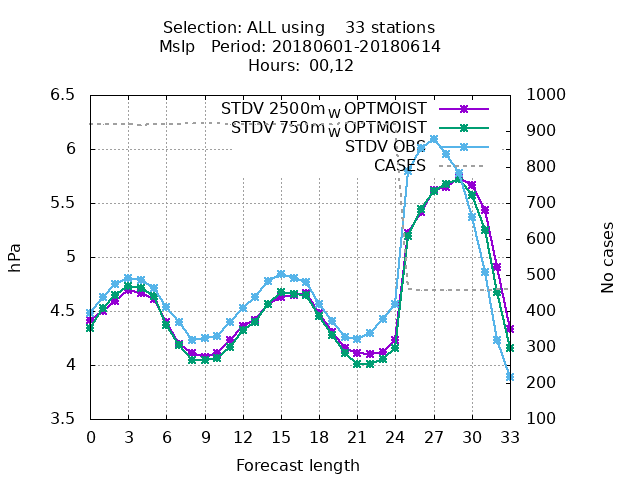 Selection: ALL using    33 stations
Mslp   Period: 20180601-20180614
Hours:  00,12
STDV 2500m_W OPTMOIST
STDV 750m_W OPTMOIST
STDV OBS
CASES
hPa
6.5
6
5.5
5
4.5
4
3.5
No cases
1000
900
800
700
600
500
400
300
200
100
0 3 6 9 12 15 18 21 24 27 30 33
Forecast length